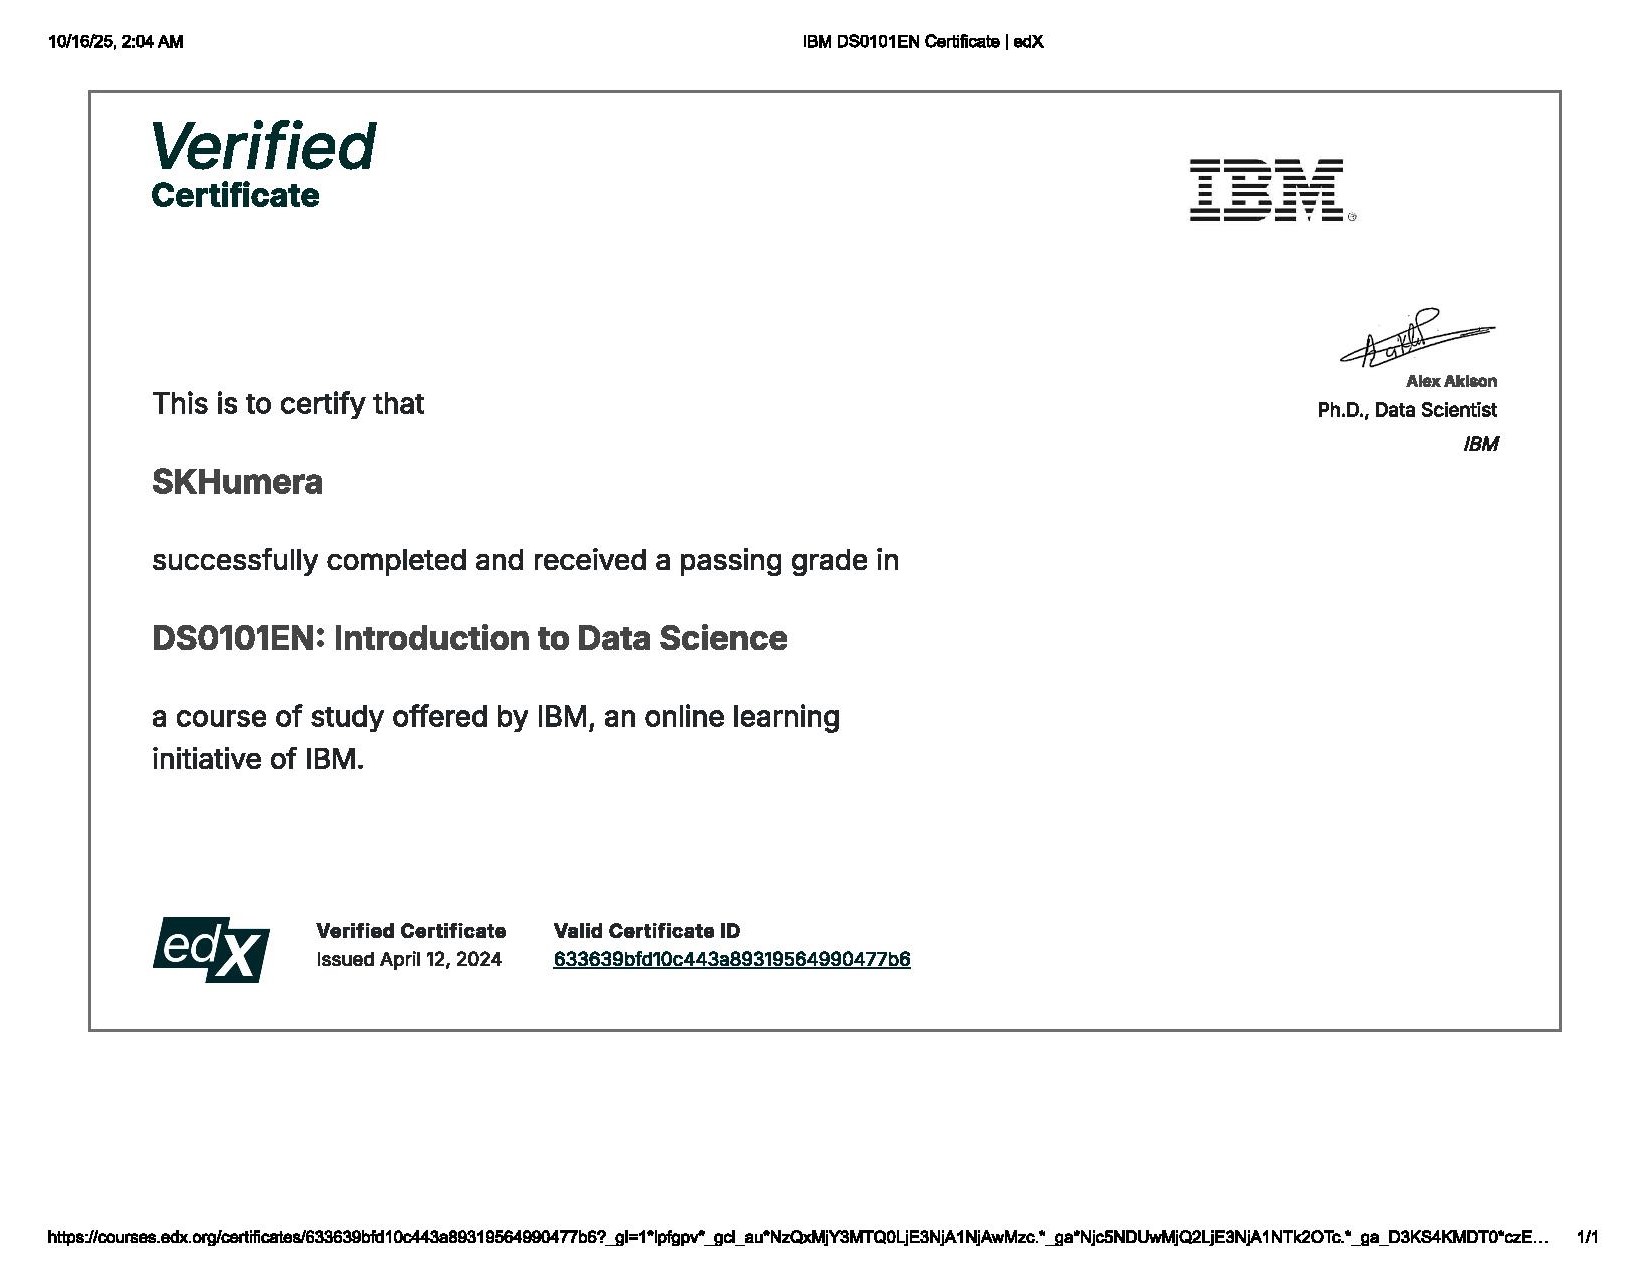 10/16/25, 2:04 AM
IBM DS0101EN Certificate | edX
Verified
Certificate
IBM®
Alex Aklson
Ph.D., Data Scientist
IBM
This is to certify that
SKHumera
successfully completed and received a passing grade in
DS0101EN: Introduction to Data Science
a course of study offered by IBM, an online learning
initiative of IBM.
edX
Verified Certificate
Issued April 12, 2024
Valid Certificate ID
633639bfd10c443a89319564990477b6
https://courses.edx.org/certificates/633639bfd10c443a89319564990477b6?_gl=1*lpfgpv*_gcl_au*NzQxMjY3MTQ0LjE3NjA1NjAwMzc.*_ga*Njc5NDUwMjQ2LjE3NjA1NTk2OTc.*_ga_D3KS4KMDT0*czE…
1/1